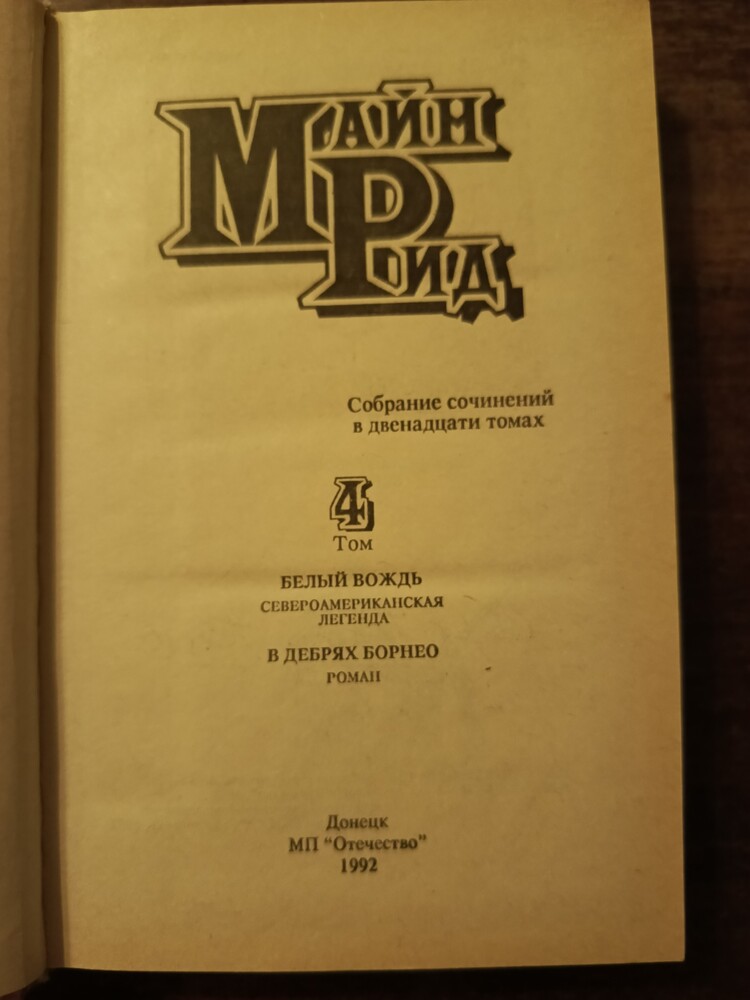 Майн
Рид
Собрание сочинений
в двенадцати томах
4
Том
БЕЛЫЙ ВОЖДЬ
СЕВЕРОАМЕРИКАНСКАЯ
ЛЕГЕНДА
В ДЕБРЯХ БОРНЕО
РОМАН
Донецк
МП "Отечество"
1992